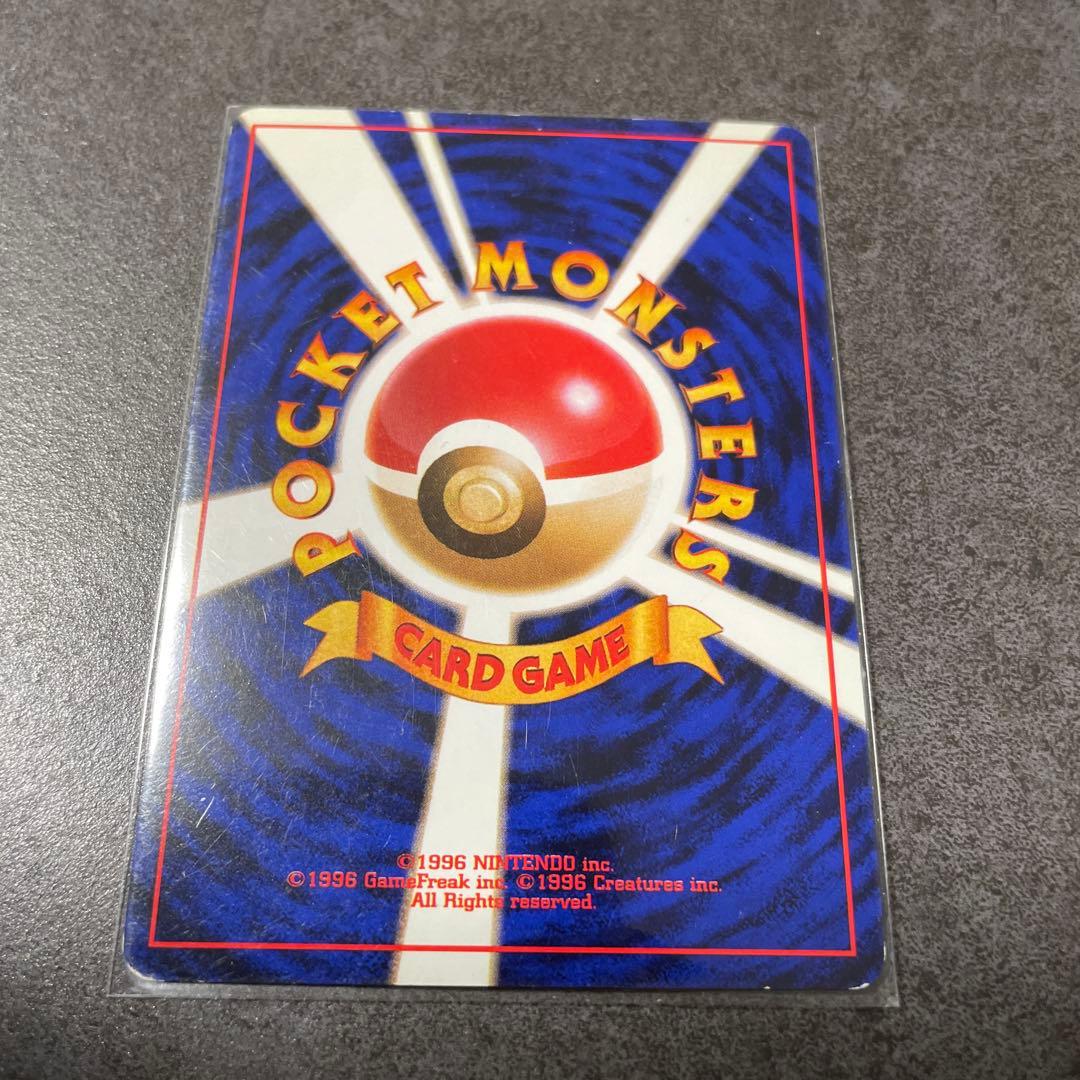 POCKET MONSTERS
CARD GAME
©1996 NINTENDO inc.
©1996 GameFreak inc. ©1996 Creatures inc.
All Rights reserved.